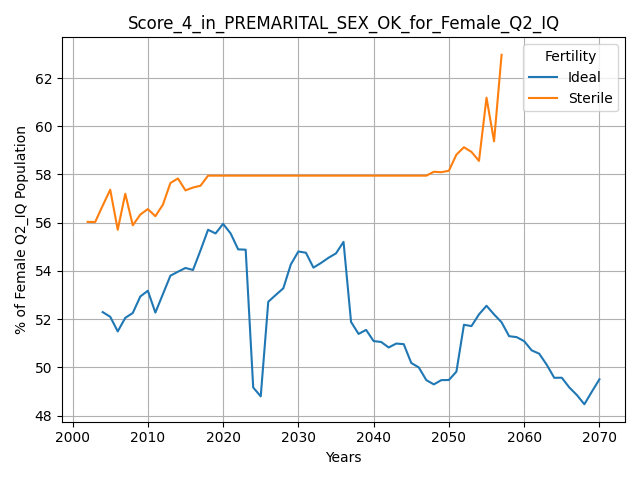 Score_4_in_PREMARITAL_SEX_OK_for_Female_Q2_IQ
Fertility
Ideal
Sterile
% of Female Q2_IQ Population
62
60
58
56
54
52
50
48
2000
2010
2020
2030
2040
2050
2060
2070
Years